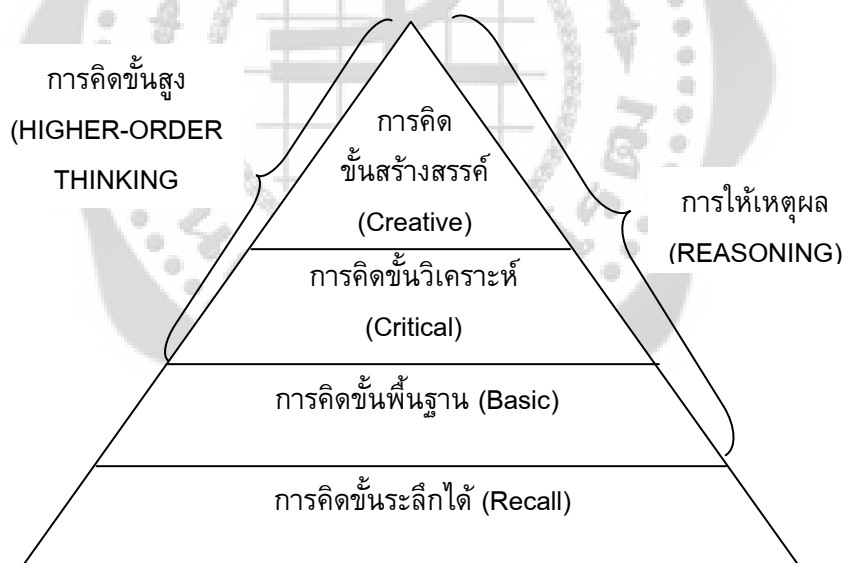 การคิดขั้นสูง
(HIGHER-ORDER
THINKING
การคิด
ขั้นสร้างสรรค์
(Creative)
การให้เหตุผล
(REASONING)
การคิดขั้นวิเคราะห์
(Critical)
การคิดขั้นพื้นฐาน (Basic)
การคิดขั้นระลึกได้ (Recall)